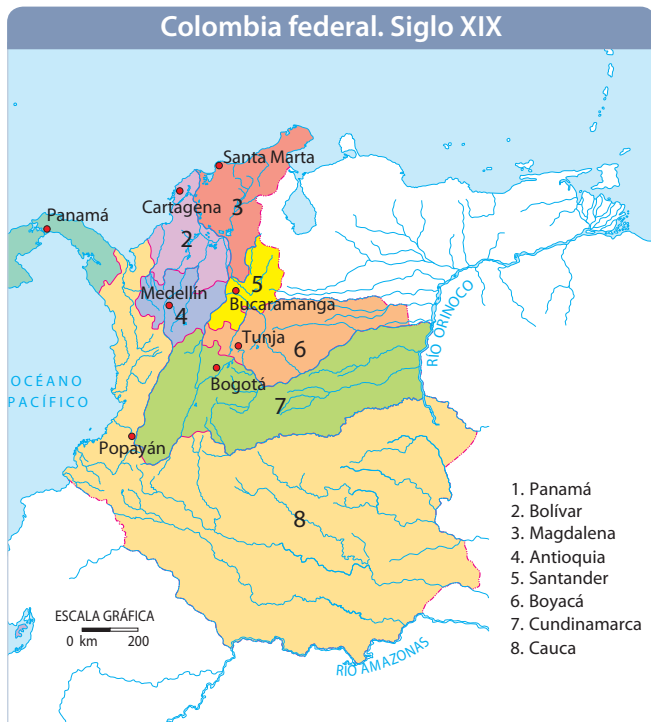 Colombia federal. Siglo XIX
Santa Marta
Cartagena
3
Panamá
2
5
Medellín
Bucaramanga
4
Tunja
6
RÍO ORINOCO
OCÉANO
PACÍFICO
Bogotá
7
Popayán
8
1. Panamá
2. Bolívar
3. Magdalena
4. Antioquia
5. Santander
6. Boyacá
7. Cundinamarca
8. Cauca
ESCALA GRÁFICA
0 km 200
RÍO AMAZONAS